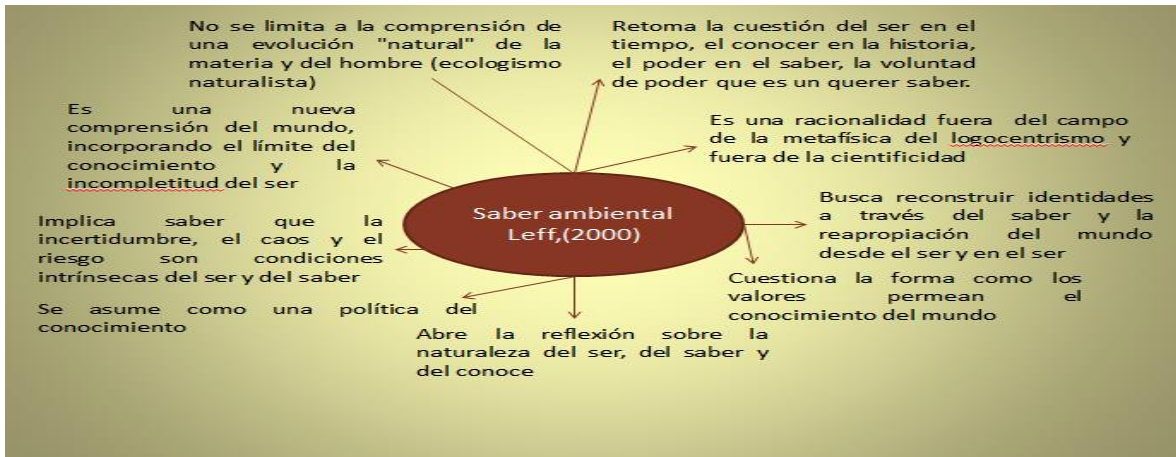 No se limita a la comprensión de
una evolución "natural" de la
materia y del hombre (ecologismo
naturalista)
Retoma la cuestión del ser en el
tiempo, el conocer en la historia,
el poder en el saber, la voluntad
de poder que es un querer saber.
Es una nueva
comprensión del mundo,
incorporando el límite del
conocimiento y la
incompletitud del ser
Es una racionalidad fuera del campo
de la metafísica del logocentrismo y
fuera de la cientificidad
Saber ambiental
Leff,(2000)
Busca reconstruir identidades
a través del saber y la
reapropiación del mundo
desde el ser y en el ser
Implica saber que la
incertidumbre, el caos y el
riesgo son condiciones
intrínsecas del ser y del saber
Cuestiona la forma como los
valores permean el
conocimiento del mundo
Se asume como una política del
conocimiento
Abre la reflexión sobre la
naturaleza del ser, del saber y
del conoce